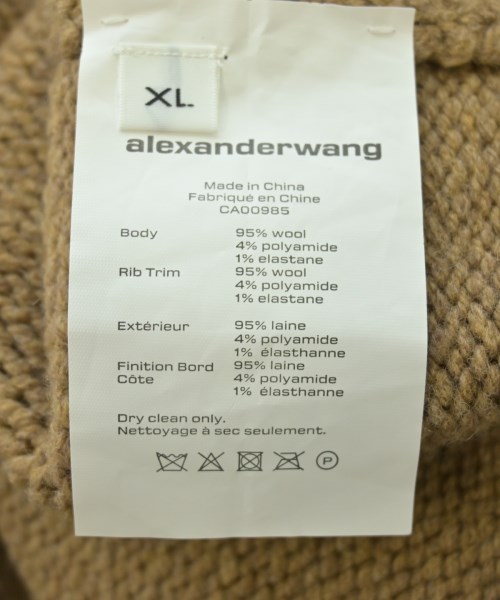 XL
alexanderwang
Made in China
Fabriqué en Chine
CA00985
Body 95% wool
4% polyamide
1% elastane
Rib Trim 95% wool
4% polyamide
1% elastane
Extérieur 95% laine
4% polyamide
1% élasthanne
Finition Bord 95% laine
Côte 4% polyamide
1% élasthanne
Dry clean only.
Nettoyage à sec seulement.
P